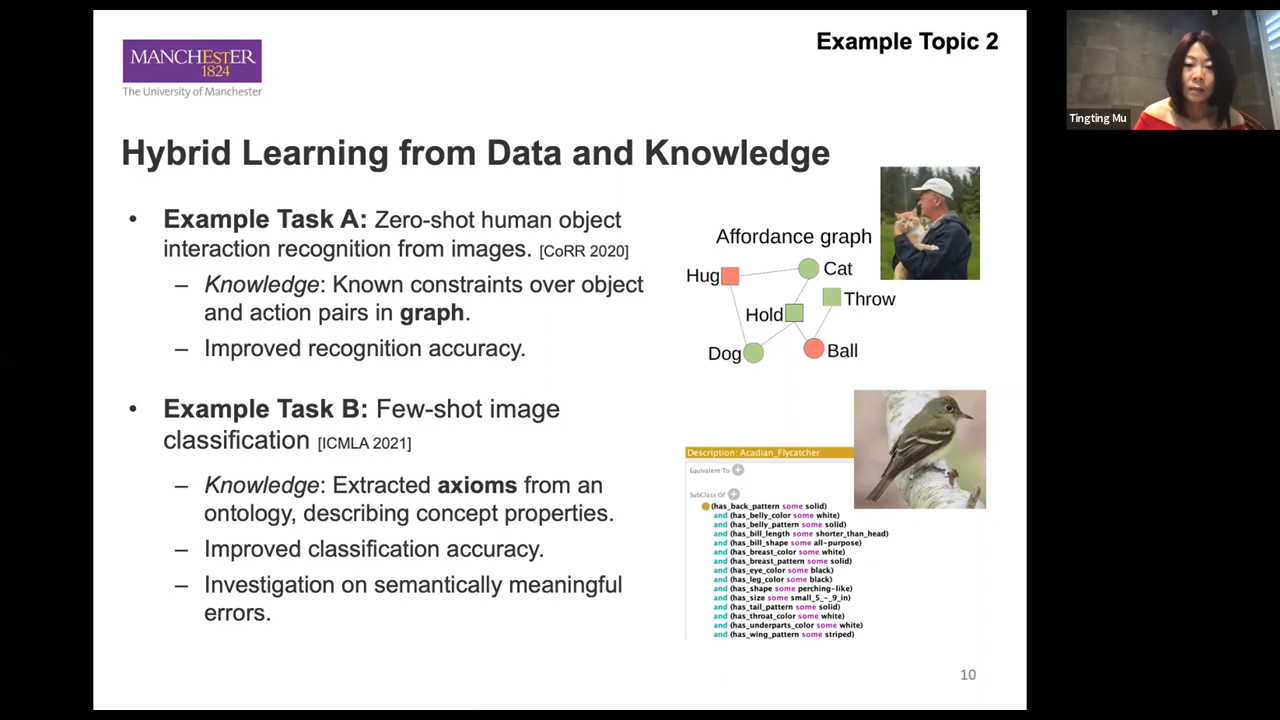 Example Topic 2
MANCHESTER
1824
The University of Manchester
Tingting Mu
Hybrid Learning from Data and Knowledge
• Example Task A: Zero-shot human object
interaction recognition from images. [CoRR 2020]
– Knowledge: Known constraints over object
and action pairs in graph.
– Improved recognition accuracy.
Affordance graph
Hug
Cat
Throw
Hold
Dog
Ball
• Example Task B: Few-shot image
classification [ICMLA 2021]
– Knowledge: Extracted axioms from an
ontology, describing concept properties.
– Improved classification accuracy.
– Investigation on semantically meaningful
errors.
Description: Acadian_Flycatcher
Equivalent To
SubClass Of
(has_back_pattern some solid)
and (has_belly_color some white)
and (has_belly_pattern some solid)
and (has_bill_length some shorter_than_head)
and (has_bill_shape some all-purpose)
and (has_breast_color some white)
and (has_breast_pattern some solid)
and (has_eye_color some black)
and (has_leg_color some black)
and (has_shape some perching-like)
and (has_size some small_5_-_9_in)
and (has_tail_pattern some solid)
and (has_throat_color some white)
and (has_underparts_color some white)
and (has_wing_pattern some striped)
10